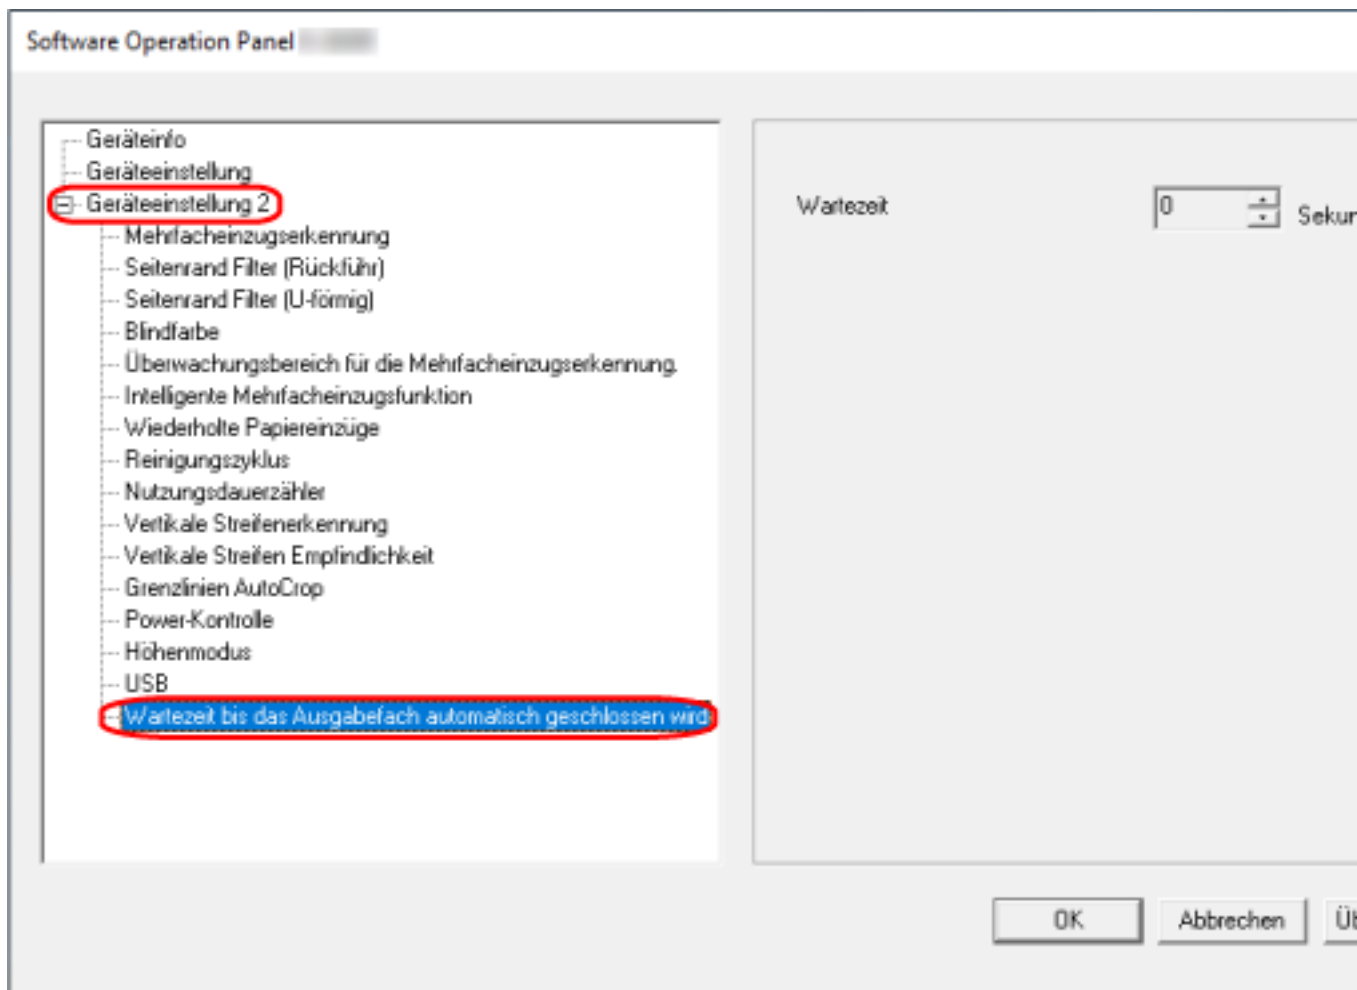 Software Operation Panel
Geräteinfo
Geräteeinstellung
Geräteeinstellung 2
Mehrfacheinzugserkennung
Seitenrand Filter (Rückführ)
Seitenrand Filter (U-förmig)
Blindfarbe
Überwachungsbereich für die Mehrfacheinzugserkennung.
Intelligente Mehrfacheinzugsfunktion
Wiederholte Papiereinzüge
Reinigungszyklus
Nutzungsdauerzähler
Vertikale Streifenerkennung
Vertikale Streifen Empfindlichkeit
Grenzlinien AutoCrop
Power-Kontrolle
Höhenmodus
USB
Wartezeit bis das Ausgabefach automatisch geschlossen wird
Wartezeit 0 Sekun
OK Abbrechen Üb